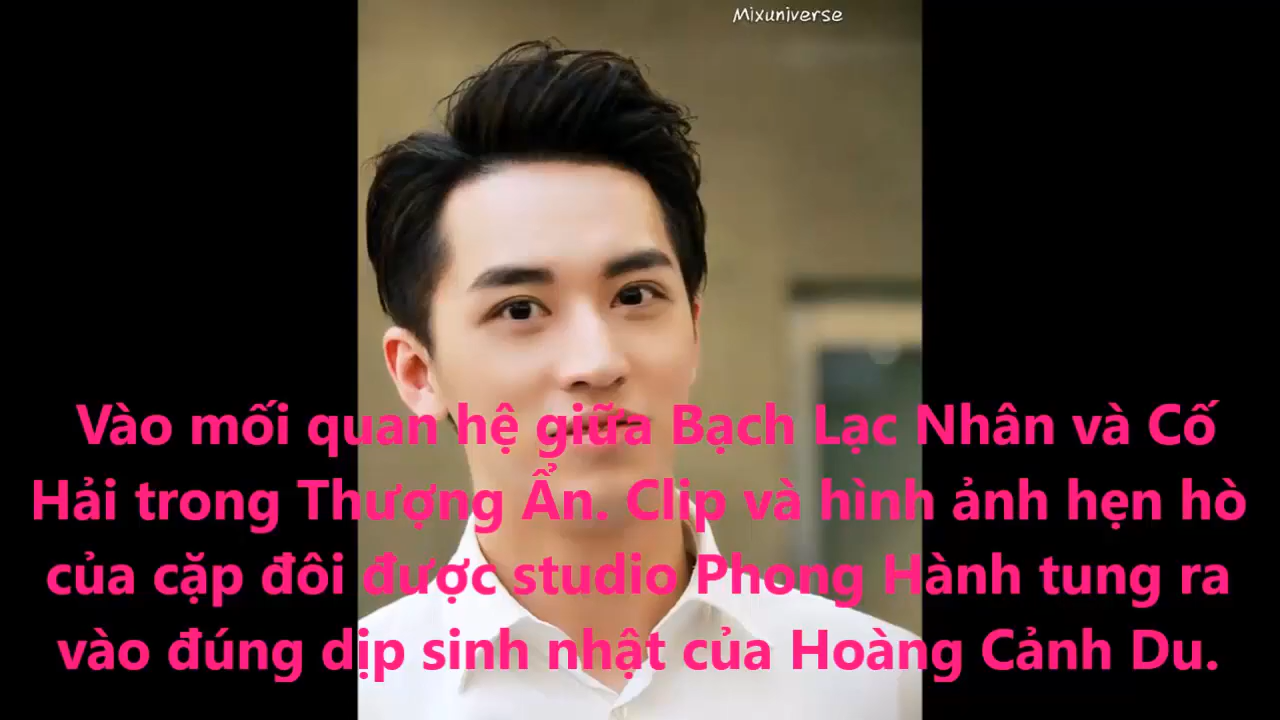 Mixuniverse
Vào mối quan hệ giữa Bạch Lạc Nhân và Cố
Hải trong Thượng Ẩn. Clip và hình ảnh hẹn hò
của cặp đôi được studio Phong Hành tung ra
vào đúng dịp sinh nhật của Hoàng Cảnh Du.